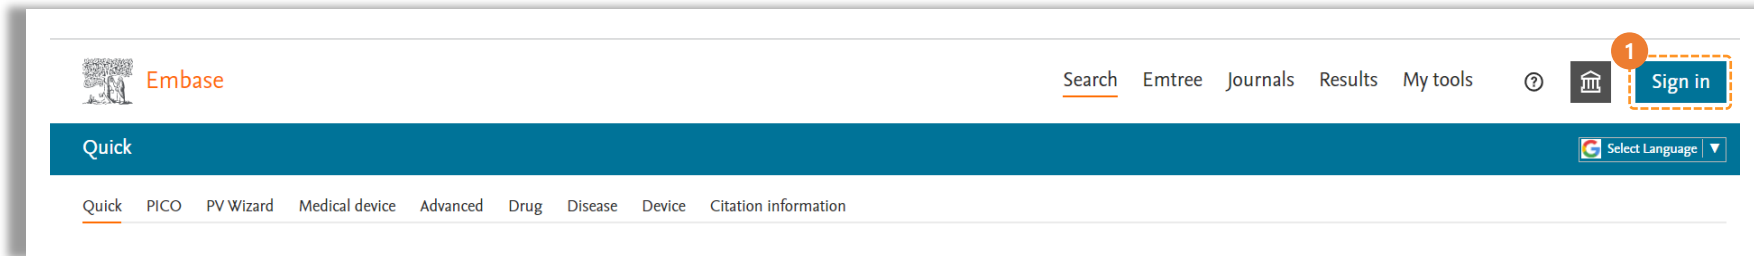 1
Embase Search Emtree Journals Results My tools ? Sign in
Quick Select Language ▼
Quick PICO PV Wizard Medical device Advanced Drug Disease Device Citation information